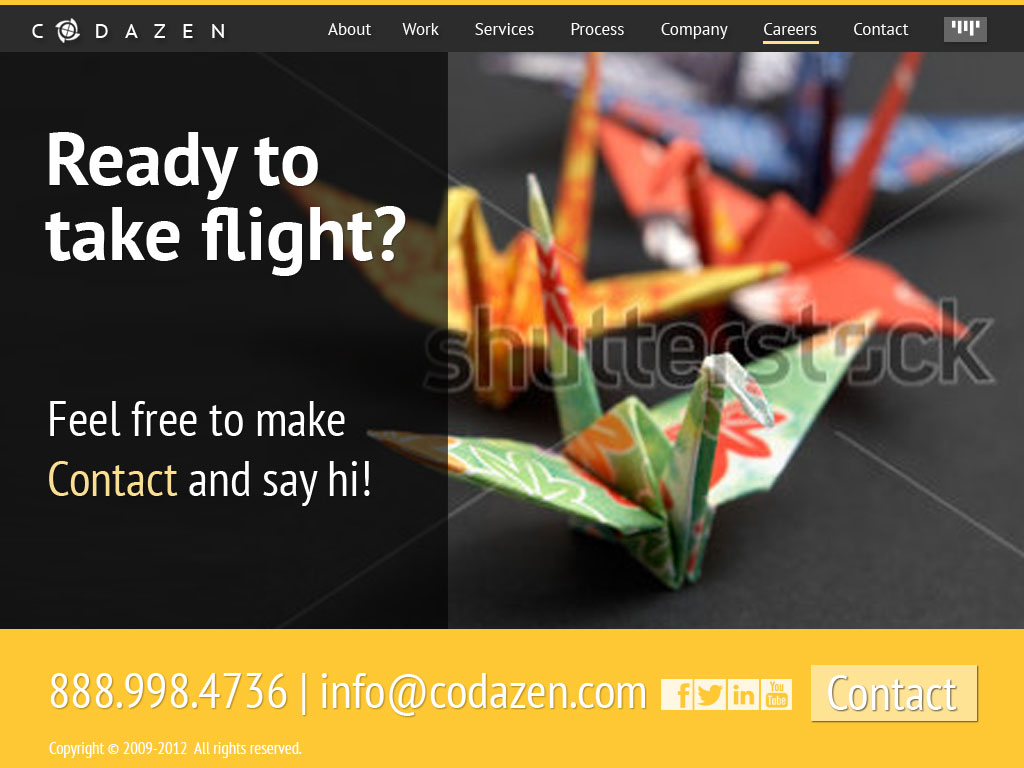 CODAZEN
About Work Services Process Company Careers Contact
Ready to
take flight?
shutterstock
Feel free to make
Contact and say hi!
888.998.4736 | info@codazen.com
f in You Tube
Contact
Copyright © 2009-2012 All rights reserved.